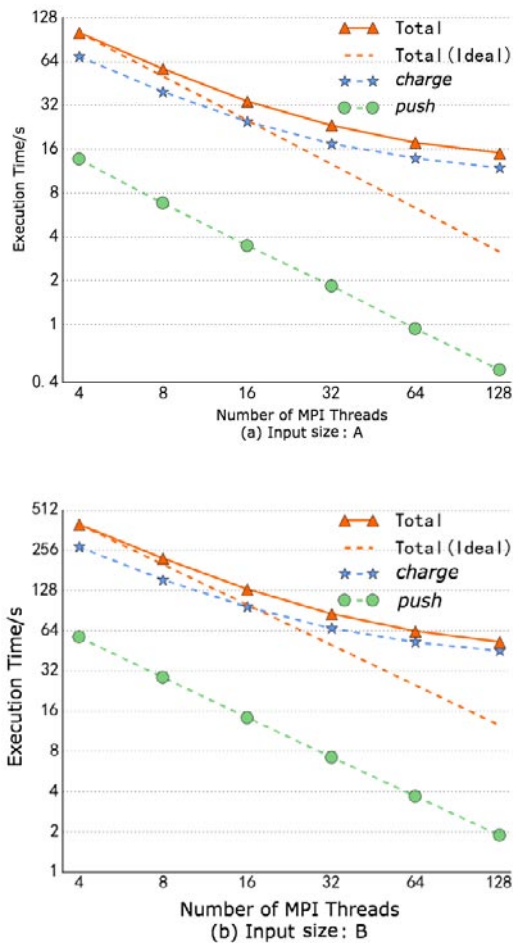 128
64
32
16
8
4
2
1
0.4
Execution Time/s
Total
Total(Ideal)
charge
push
4 8 16 32 64 128
Number of MPI Threads
(a) Input size: A
512
256
128
64
32
16
8
4
2
1
Execution Time/s
Total
Total(Ideal)
charge
push
4 8 16 32 64 128
Number of MPI Threads
(b) Input size: B